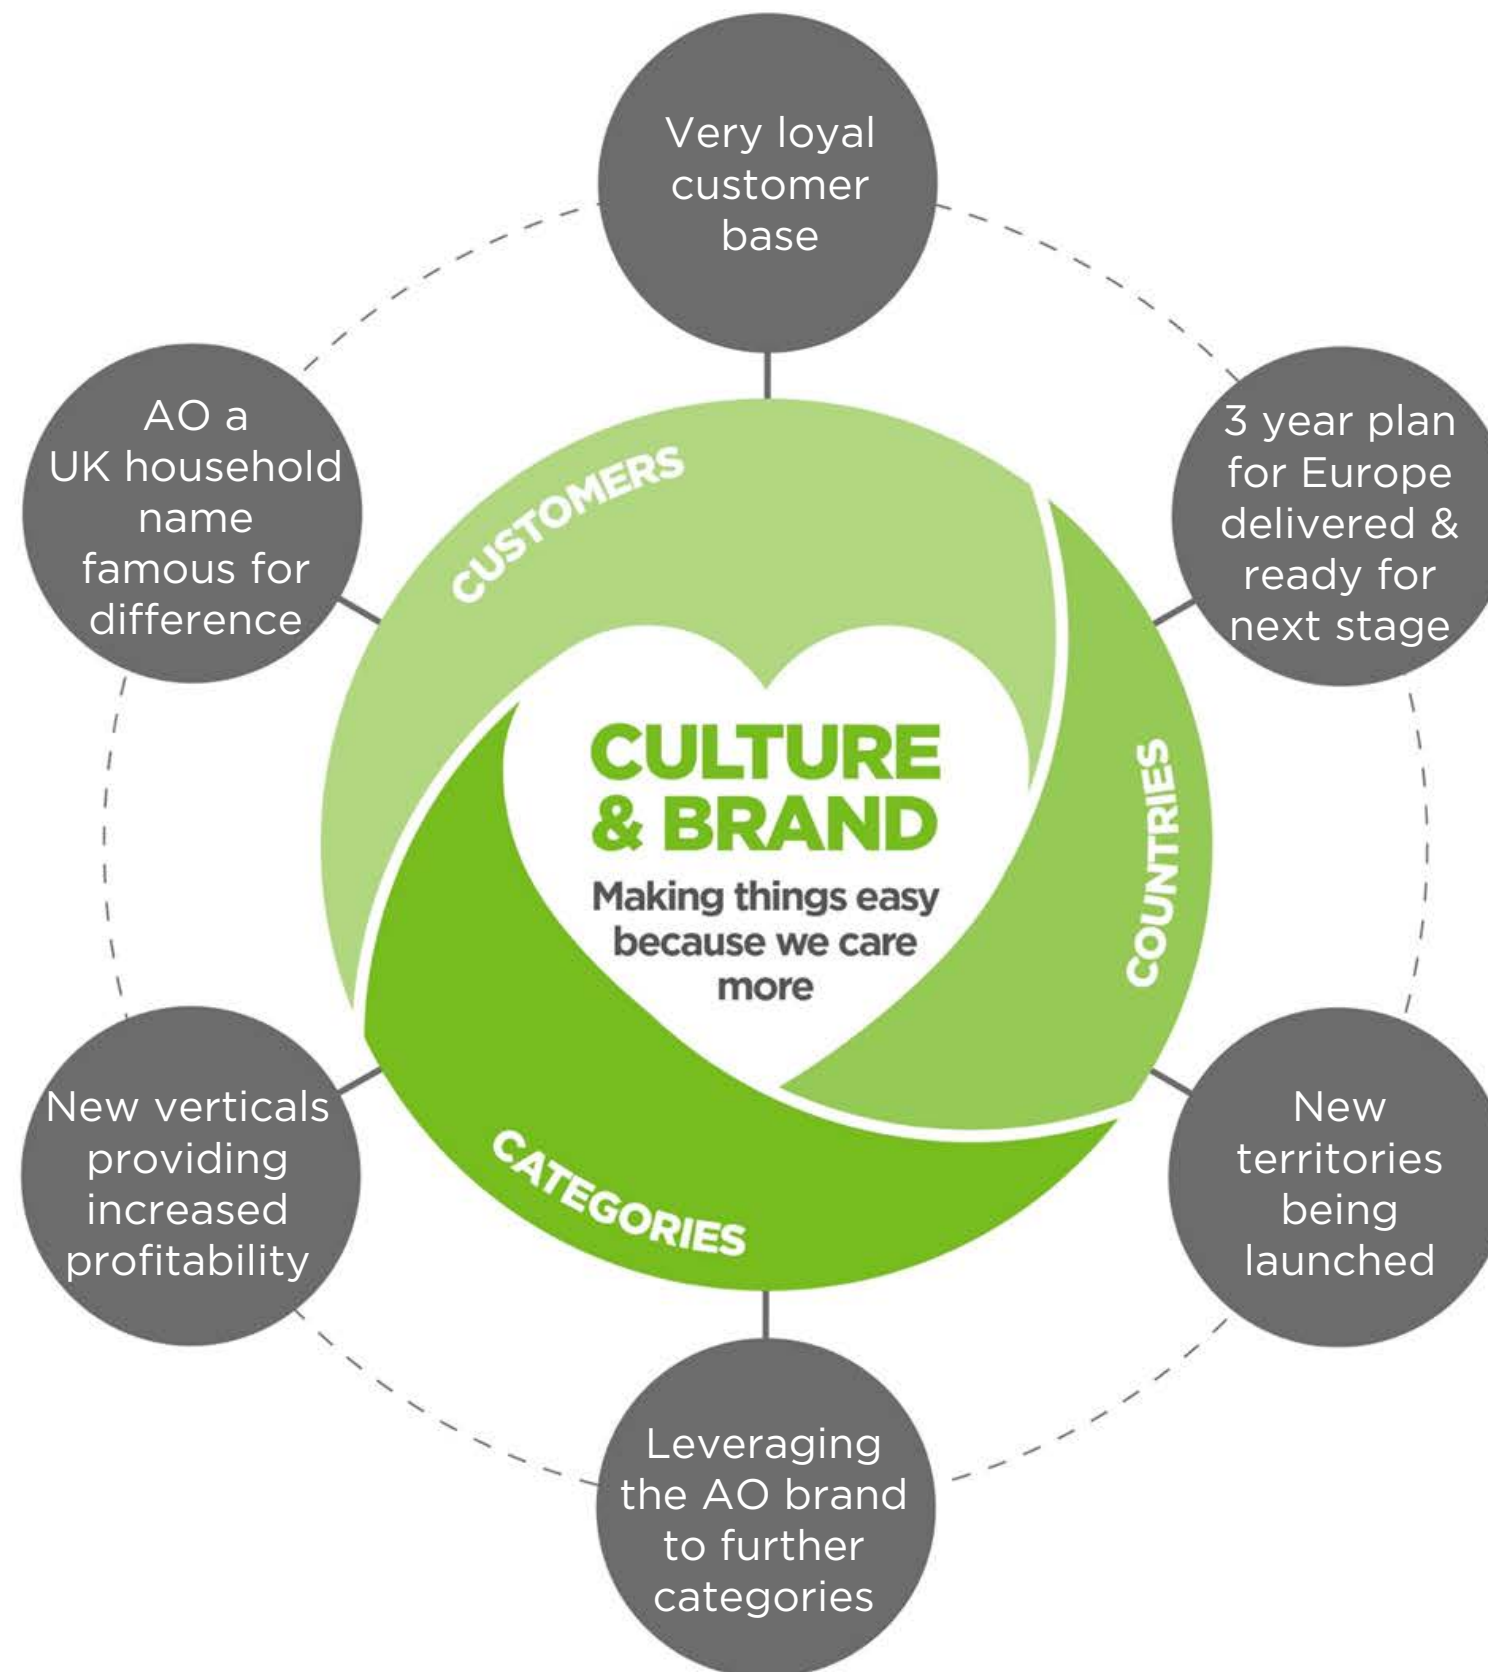 Very loyal
customer
base
AO a
UK household
name
famous for
difference
3 year plan
for Europe
delivered &
ready for
next stage
CUSTOMERS
CULTURE
& BRAND
Making things easy
because we care
more
COUNTRIES
New verticals
providing
increased
profitability
CATEGORIES
New
territories
being
launched
Leveraging
the AO brand
to further
categories